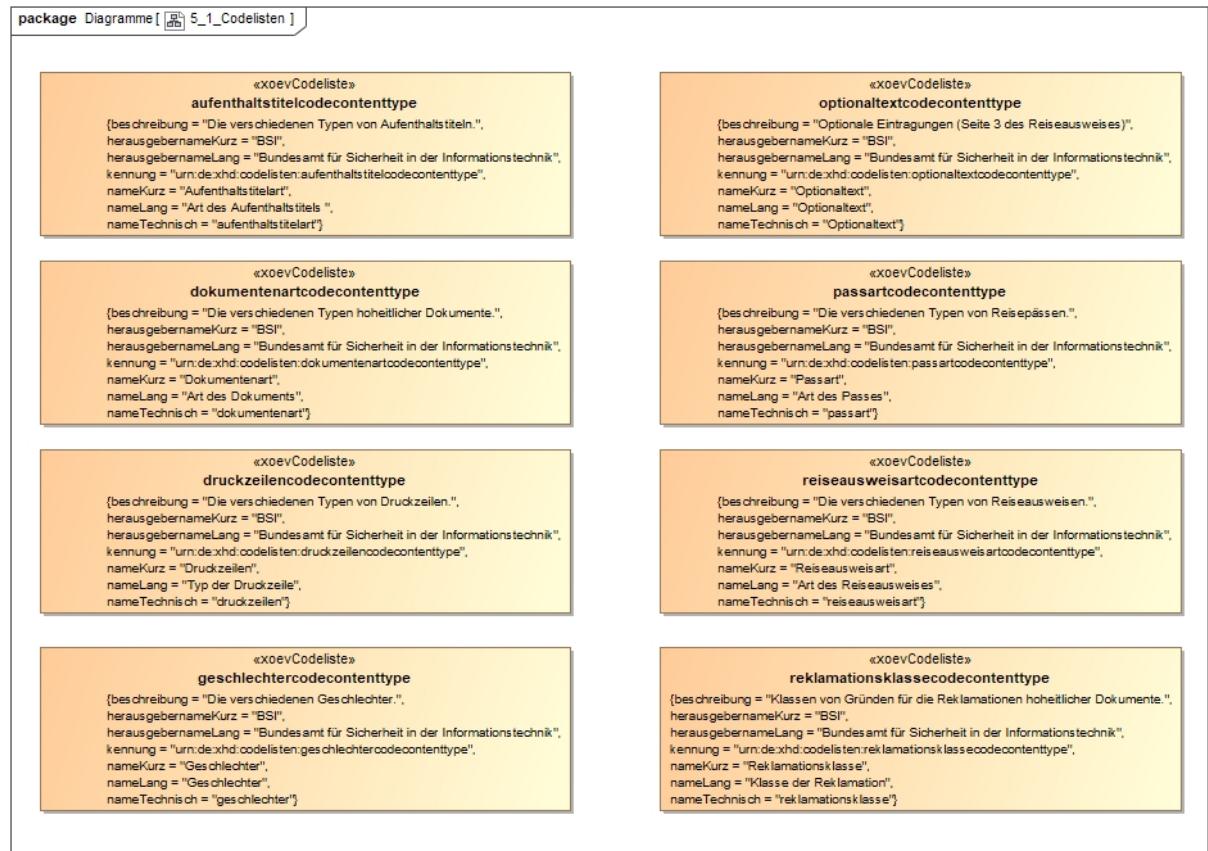 package Diagramme [ 5_1_Codelisten ]
«xoevCodeliste»
aufenthaltstitelcodecontenttype
{beschreibung = "Die verschiedenen Typen von Aufenthaltstiteln.",
herausgebernameKurz = "BSI",
herausgebernameLang = "Bundesamt für Sicherheit in der Informationstechnik",
kennung = "urn:de:xhd:codelisten:aufenthaltstitelcodecontenttype",
nameKurz = "Aufenthaltstitelart",
nameLang = "Art des Aufenthaltstitels ",
nameTechnisch = "aufenthaltstitelart"}
«xoevCodeliste»
optionaltextcodecontenttype
{beschreibung = "Optionale Eintragungen (Seite 3 des Reiseausweises)",
herausgebernameKurz = "BSI",
herausgebernameLang = "Bundesamt für Sicherheit in der Informationstechnik",
kennung = "urn:de:xhd:codelisten:optionaltextcodecontenttype",
nameKurz = "Optionaltext",
nameLang = "Optionaltext",
nameTechnisch = "Optionaltext"}
«xoevCodeliste»
dokumentenartcodecontenttype
{beschreibung = "Die verschiedenen Typen hoheitlicher Dokumente.",
herausgebernameKurz = "BSI",
herausgebernameLang = "Bundesamt für Sicherheit in der Informationstechnik",
kennung = "urn:de:xhd:codelisten:dokumentenartcodecontenttype",
nameKurz = "Dokumentenart",
nameLang = "Art des Dokuments",
nameTechnisch = "dokumentenart"}
«xoevCodeliste»
passartcodecontenttype
{beschreibung = "Die verschiedenen Typen von Reisepässen.",
herausgebernameKurz = "BSI",
herausgebernameLang = "Bundesamt für Sicherheit in der Informationstechnik",
kennung = "urn:de:xhd:codelisten:passartcodecontenttype",
nameKurz = "Passart",
nameLang = "Art des Passes",
nameTechnisch = "passart"}
«xoevCodeliste»
druckzeilencodecontenttype
{beschreibung = "Die verschiedenen Typen von Druckzeilen.",
herausgebernameKurz = "BSI",
herausgebernameLang = "Bundesamt für Sicherheit in der Informationstechnik",
kennung = "urn:de:xhd:codelisten:druckzeilencodecontenttype",
nameKurz = "Druckzeilen",
nameLang = "Typ der Druckzeile",
nameTechnisch = "druckzeilen"}
«xoevCodeliste»
reiseausweisartcodecontenttype
{beschreibung = "Die verschiedenen Typen von Reiseausweisen.",
herausgebernameKurz = "BSI",
herausgebernameLang = "Bundesamt für Sicherheit in der Informationstechnik",
kennung = "urn:de:xhd:codelisten:reiseausweisartcodecontenttype",
nameKurz = "Reiseausweisart",
nameLang = "Art des Reiseausweises",
nameTechnisch = "reiseausweisart"}
«xoevCodeliste»
geschlechtercodecontenttype
{beschreibung = "Die verschiedenen Geschlechter.",
herausgebernameKurz = "BSI",
herausgebernameLang = "Bundesamt für Sicherheit in der Informationstechnik",
kennung = "urn:de:xhd:codelisten:geschlechtercodecontenttype",
nameKurz = "Geschlechter",
nameLang = "Geschlechter",
nameTechnisch = "geschlechter"}
«xoevCodeliste»
reklamationsklassecodecontenttype
{beschreibung = "Klassen von Gründen für die Reklamationen hoheitlicher Dokumente.",
herausgebernameKurz = "BSI",
herausgebernameLang = "Bundesamt für Sicherheit in der Informationstechnik",
kennung = "urn:de:xhd:codelisten:reklamationsklassecodecontenttype",
nameKurz = "Reklamationsklasse",
nameLang = "Klasse der Reklamation",
nameTechnisch = "reklamationsklasse"}